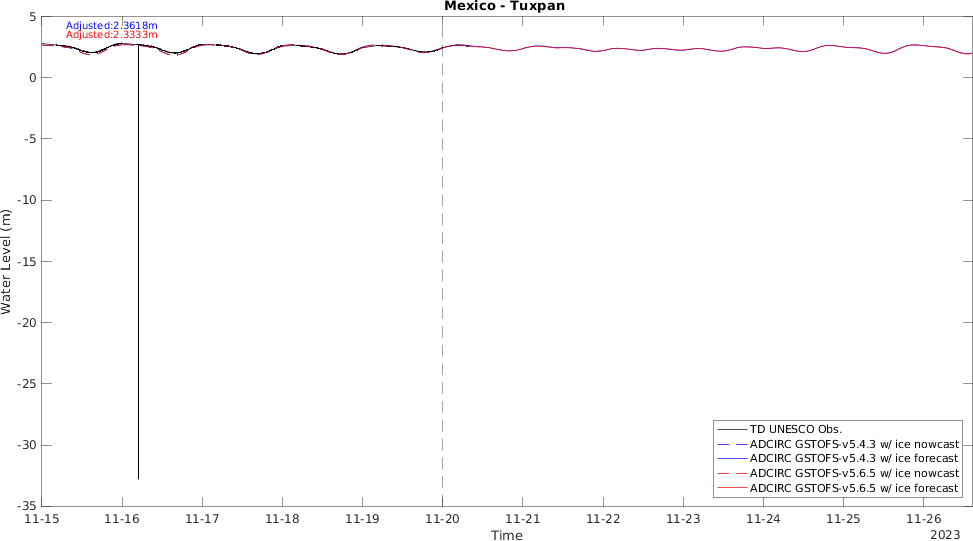 Mexico - Tuxpan
Adjusted:2.3618m
Adjusted:2.3333m
5
0
-5
-10
-15
-20
-25
-30
-35
Water Level (m)
TD UNESCO Obs.
ADCIRC GSTOFS-v5.4.3 w/ ice nowcast
ADCIRC GSTOFS-v5.4.3 w/ ice forecast
ADCIRC GSTOFS-v5.6.5 w/ ice nowcast
ADCIRC GSTOFS-v5.6.5 w/ ice forecast
11-15 11-16 11-17 11-18 11-19 11-20 11-21 11-22 11-23 11-24 11-25 11-26
2023
Time